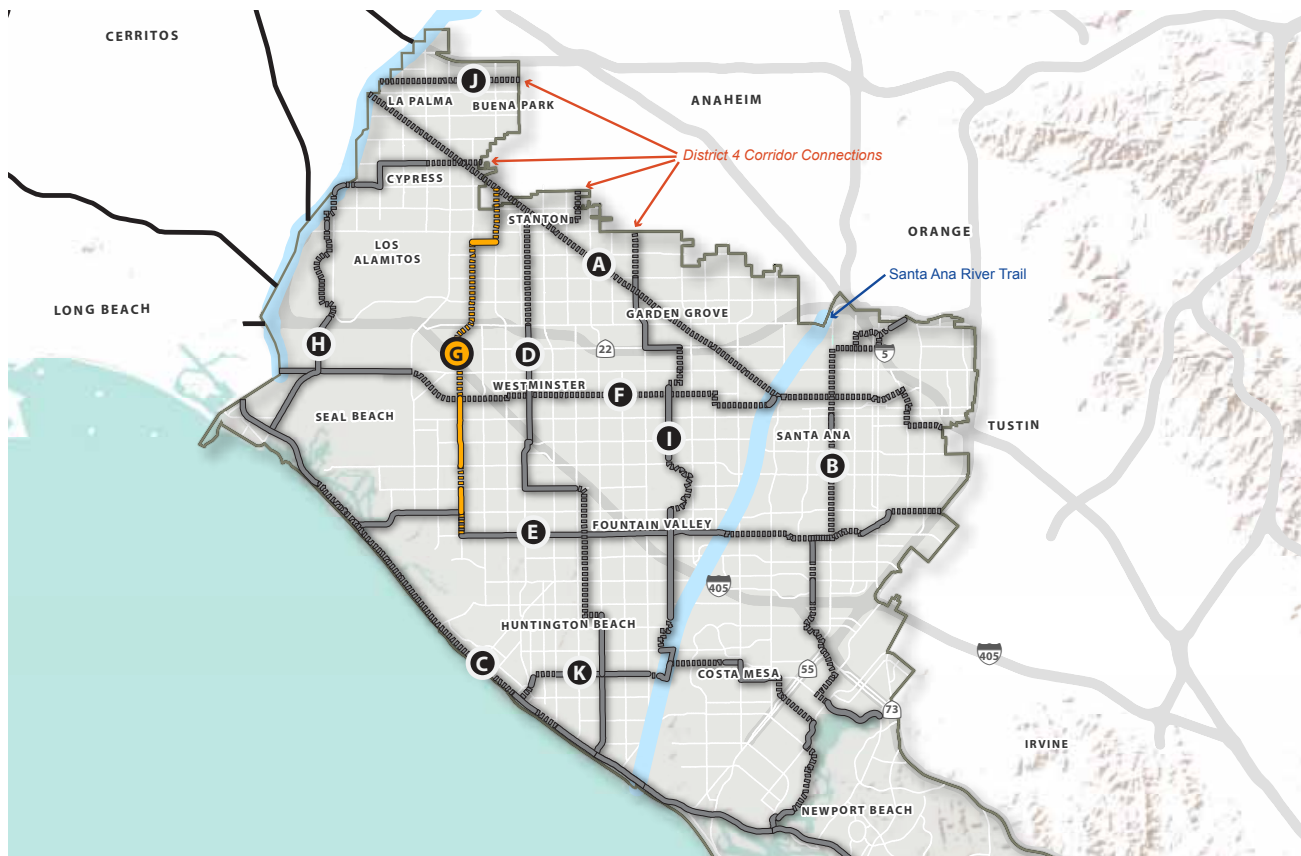 CERRITOS
J
LA PALMA
BUENA PARK
ANAHEIM
District 4 Corridor Connections
CYPRESS
STANTON
ORANGE
LOS
ALAMITOS
A
Santa Ana River Trail
LONG BEACH
GARDEN GROVE
H
G
D
22
5
WESTMINSTER
F
SEAL BEACH
TUSTIN
SANTA ANA
I
B
FOUNTAIN VALLEY
E
405
HUNTINGTON BEACH
405
C
K
COSTA MESA
55
73
IRVINE
NEWPORT BEACH